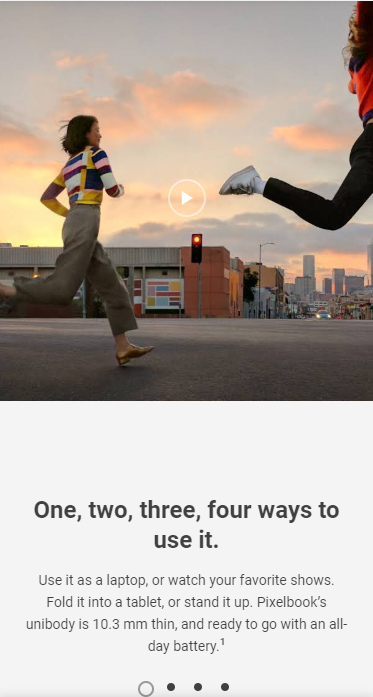 One, two, three, four ways to
use it.
Use it as a laptop, or watch your favorite shows.
Fold it into a tablet, or stand it up. Pixelbook’s
unibody is 10.3 mm thin, and ready to go with an all-
day battery.¹